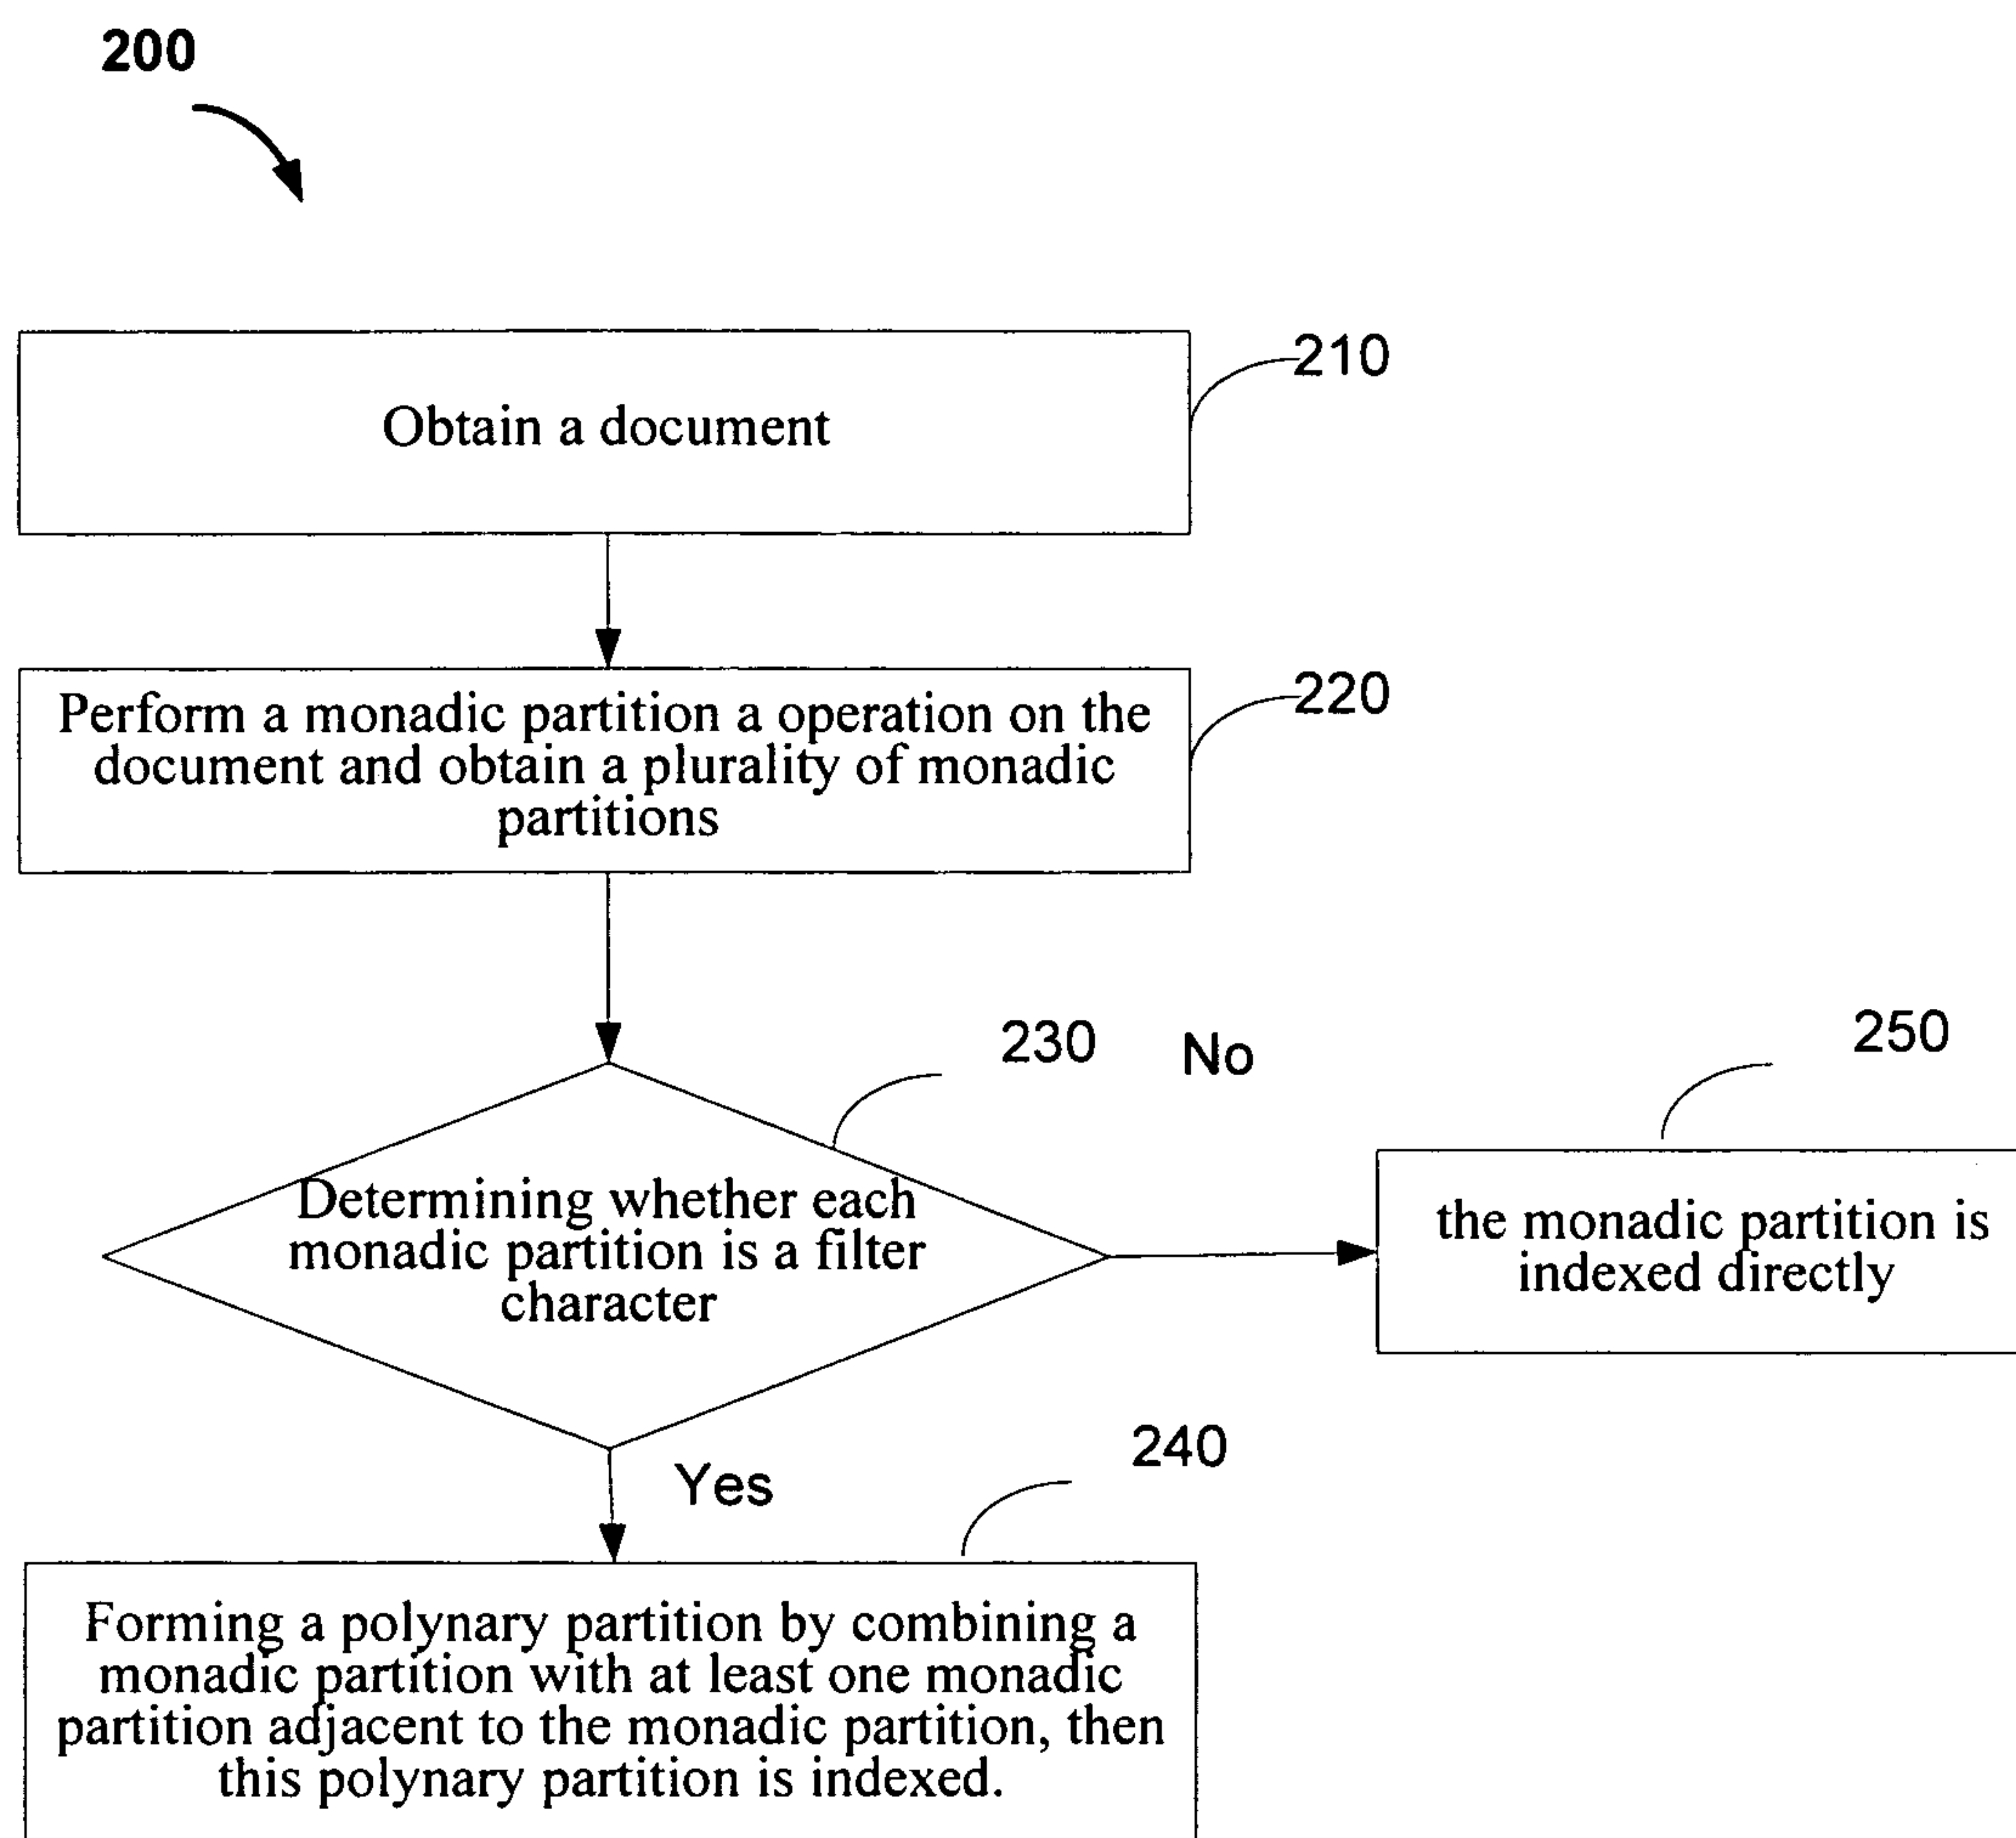 200
210
Obtain a document
220
Perform a monadic partition a operation on the
document and obtain a plurality of monadic
partitions
230
No
250
Determining whether each
monadic partition is a filter
character
the monadic partition is
indexed directly
Yes
240
Forming a polynary partition by combining a
monadic partition with at least one monadic
partition adjacent to the monadic partition, then
this polynary partition is indexed.